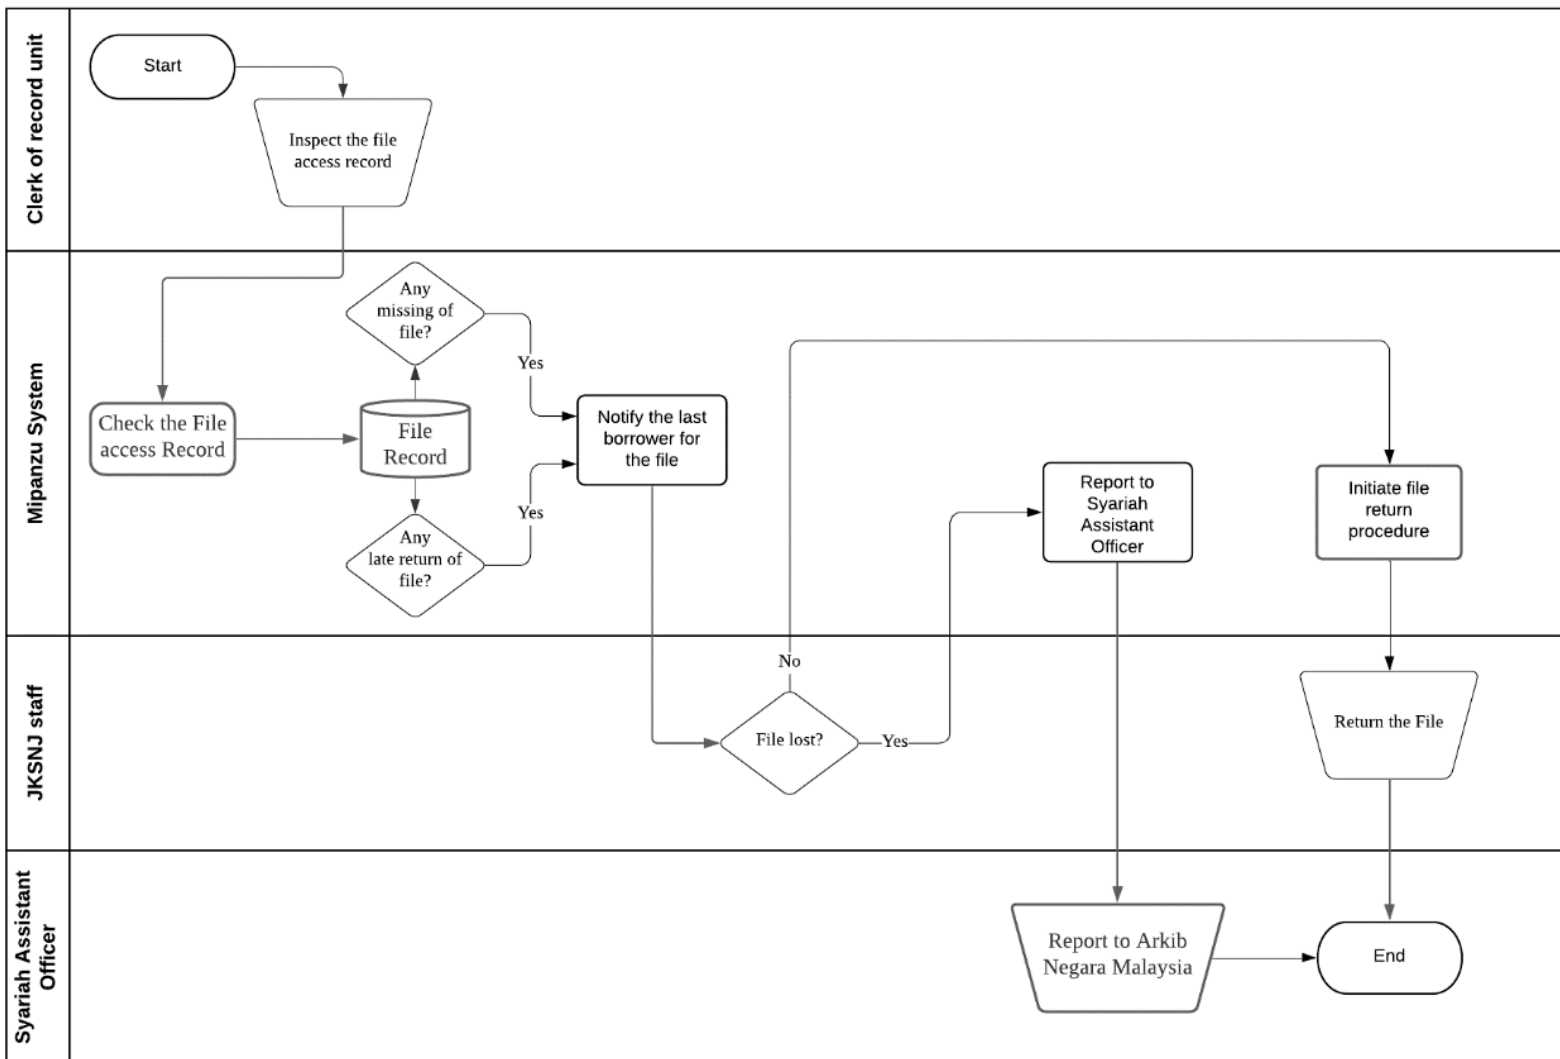 Clerk of record unit
Start
Inspect the file
access record
Mipanzu System
Check the File
access Record
File
Record
Any
missing of
file?
Yes
Any
late return of
file?
Yes
Notify the last
borrower for
the file
Report to
Syariah
Assistant
Officer
Initiate file
return
procedure
JKSNJ staff
No
File lost?
Yes
Return the File
Syariah Assistant
Officer
Report to Arkib
Negara Malaysia
End